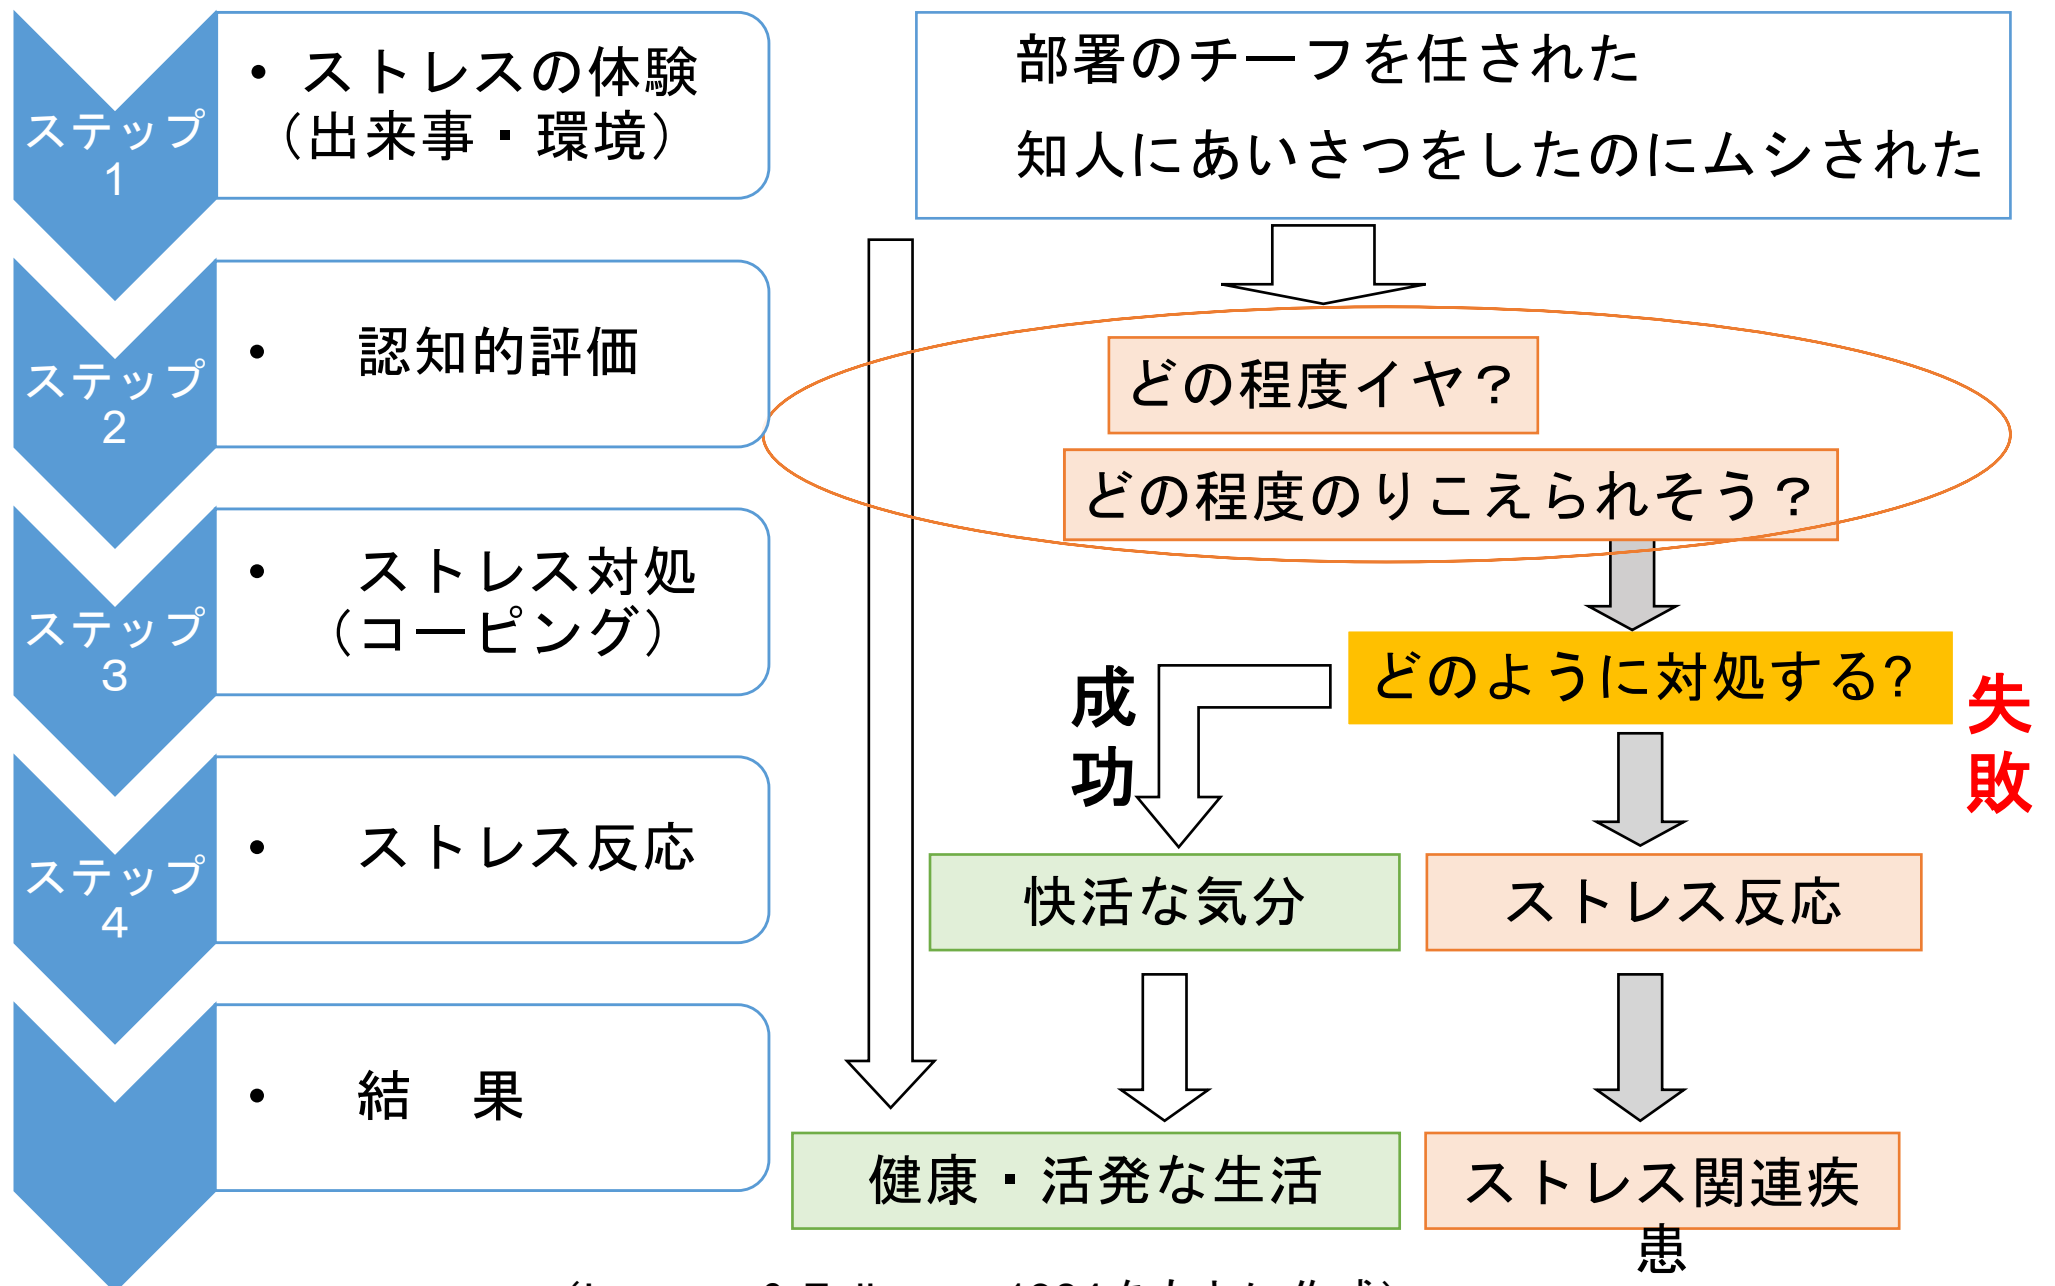 ステップ
1
• ストレスの体験
（出来事・環境）
部署のチーフを任された
知人にあいさつをしたのにムシされた
ステップ
2
• 認知的評価
どの程度イヤ？
どの程度のりこえられそう？
ステップ
3
• ストレス対処
（コーピング）
どのように対処する?
成功
失敗
ステップ
4
• ストレス反応
快活な気分
ストレス反応
• 結　果
健康・活発な生活
ストレス関連疾
患